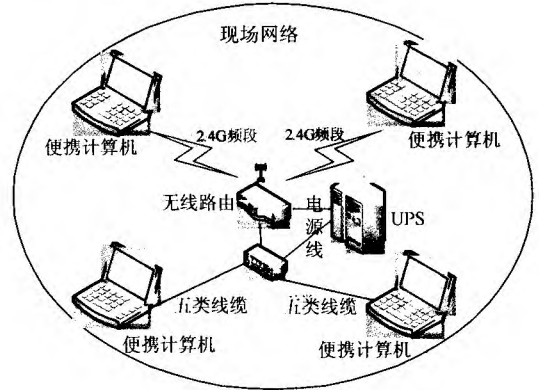 现场网络
2.4G频段
2.4G频段
便携计算机
便携计算机
无线路由
电源线
UPS
五类线缆
五类线缆
便携计算机
便携计算机